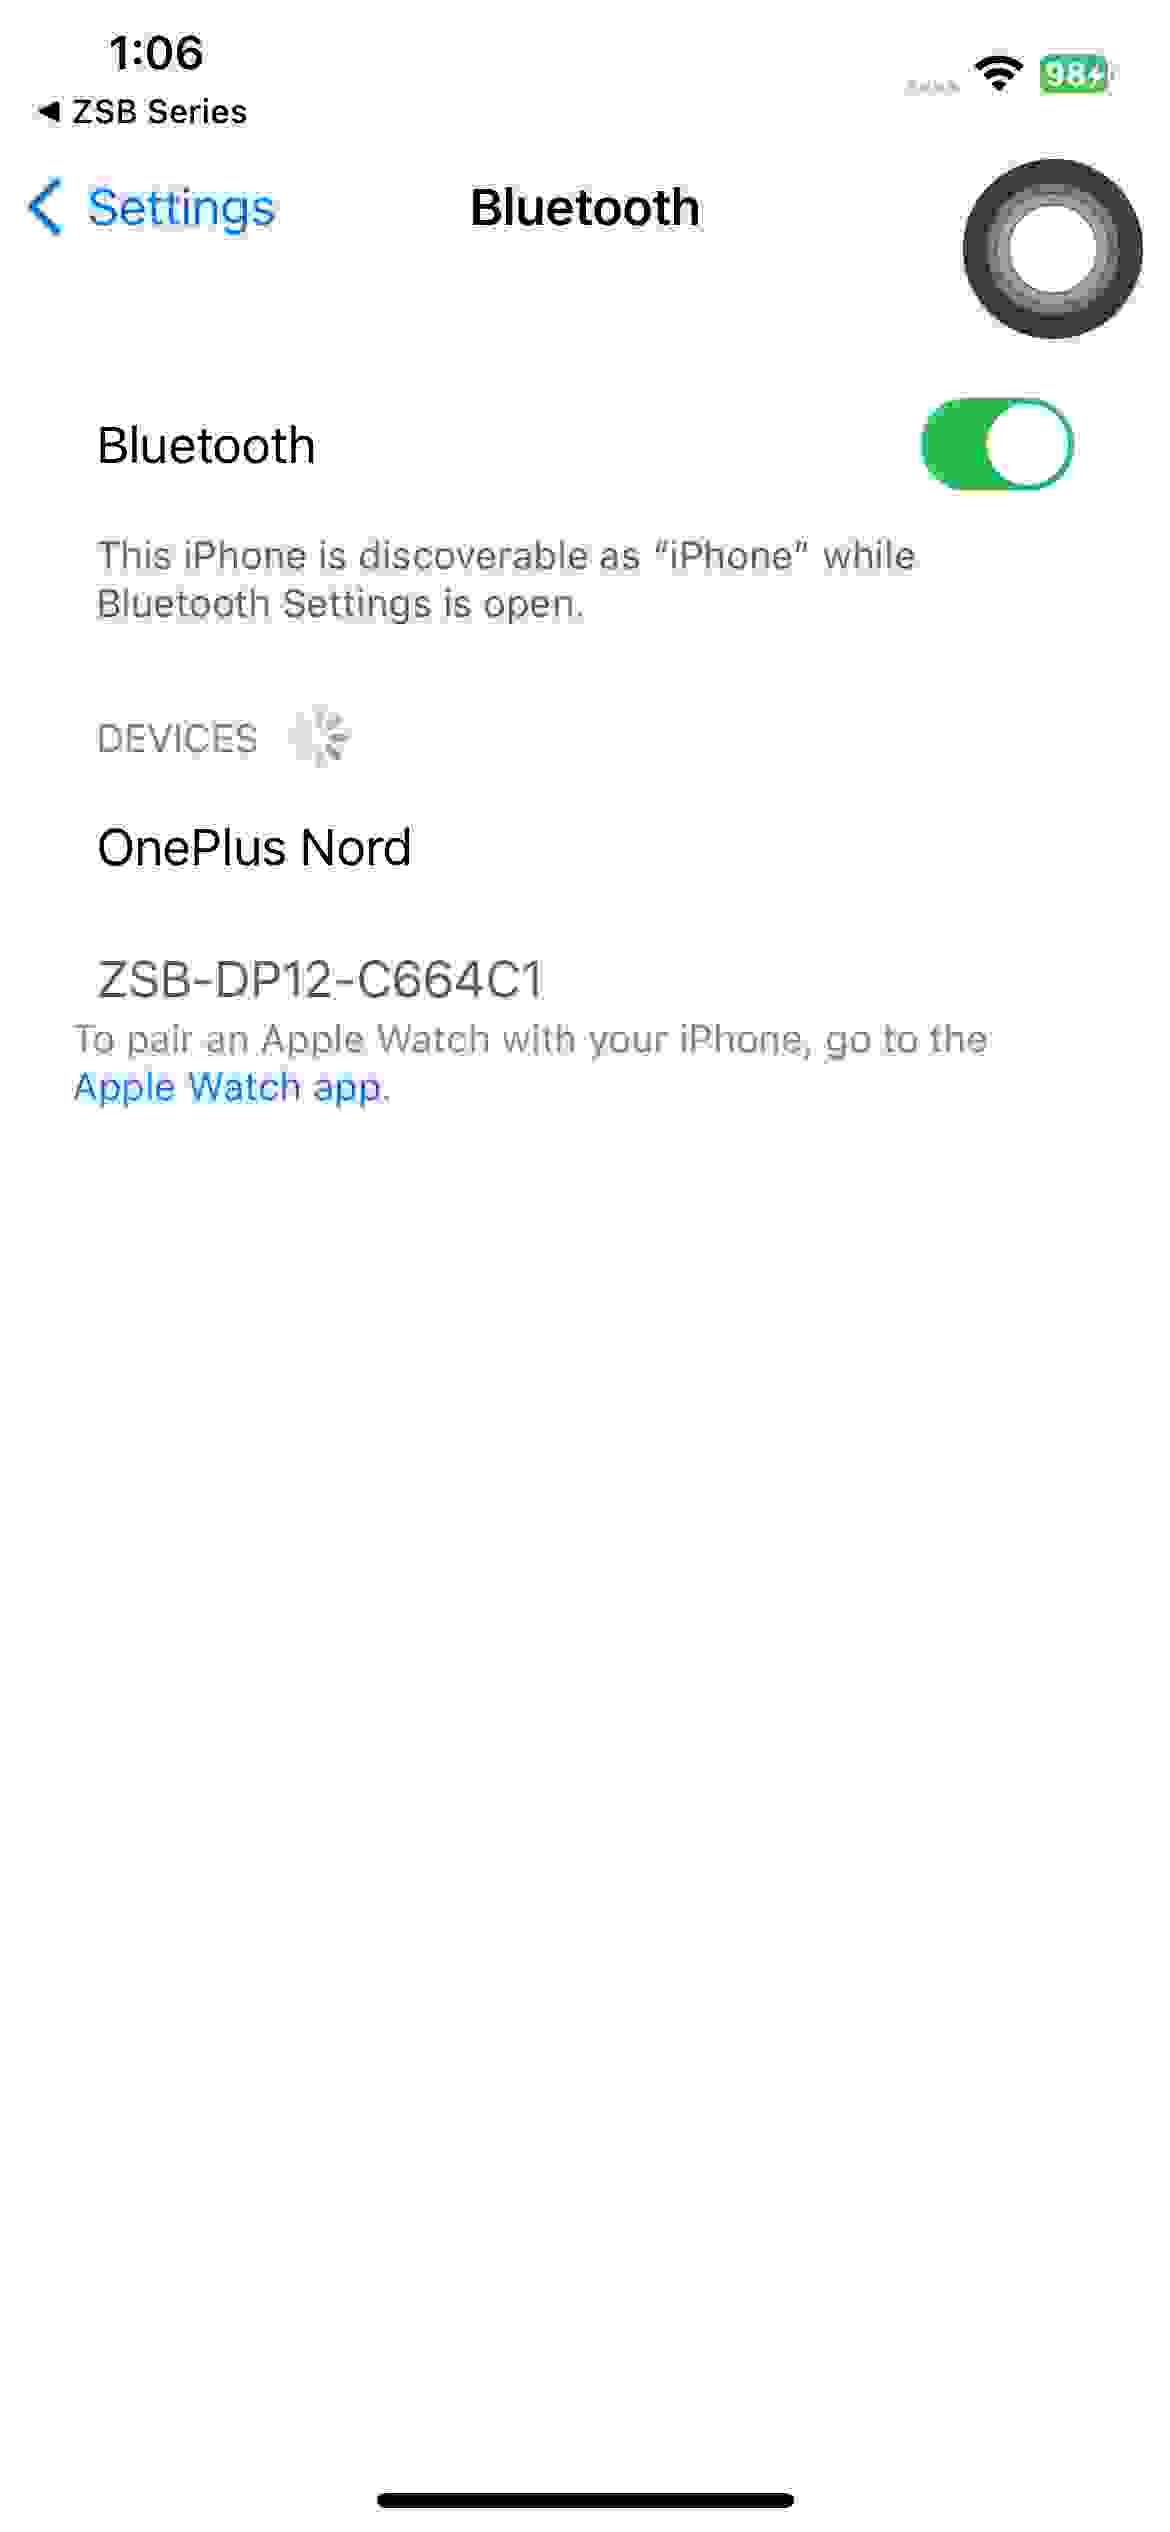 1:06
98
◀ ZSB Series
Settings
Bluetooth
Bluetooth
This iPhone is discoverable as “iPhone” while
Bluetooth Settings is open.
DEVICES
OnePlus Nord
ZSB-DP12-C664C1
To pair an Apple Watch with your iPhone, go to the
Apple Watch app.